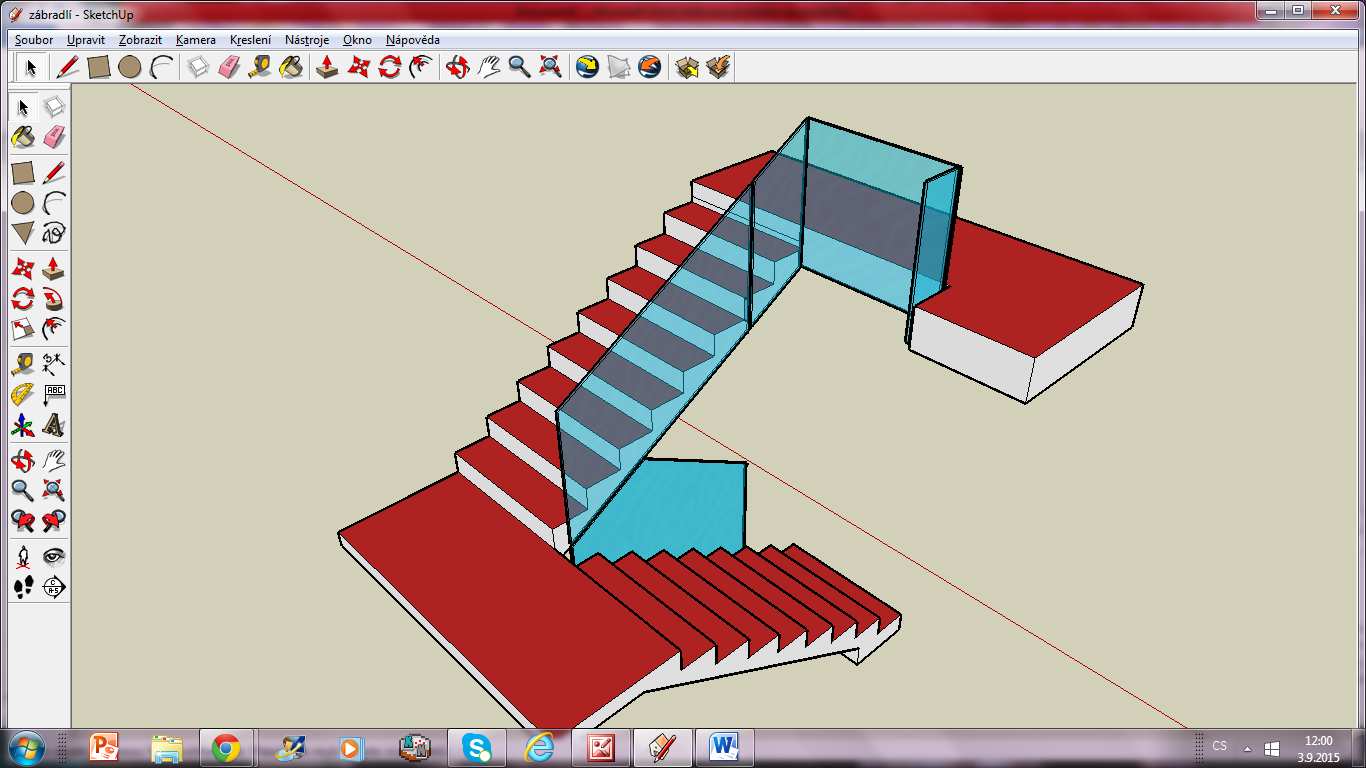 zábradlí - SketchUp
Soubor Upravit Zobrazit Kamera Kreslení Nástroje Okno Nápověda
ABC
CS
12:00
3.9.2015